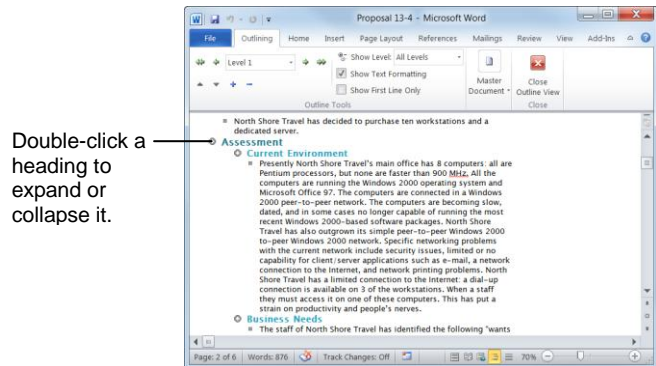 Proposal 13-4 - Microsoft Word
File Outlining Home Insert Page Layout References Mailings Review View Add-Ins
Level 1
Show Level: All Levels
Show Text Formatting
Show First Line Only
Master Document
Close Outline View
Outline Tools Close
North Shore Travel has decided to purchase ten workstations and a
dedicated server.
Double-click a
heading to
expand or
collapse it.
Assessment
Current Environment
Presently North Shore Travel's main office has 8 computers: all are
Pentium processors, but none are faster than 900 MHz. All the
computers are running the Windows 2000 operating system and
Microsoft Office 97. The computers are connected in a Windows
2000 peer-to-peer network. The computers are becoming slow,
dated, and in some cases no longer capable of running the most
recent Windows 2000-based software packages. North Shore
Travel has also outgrown its simple peer-to-peer Windows 2000
to-peer Windows 2000 network. Specific networking problems
with the current network include security issues, limited or no
capability for client/server applications such as e-mail, a network
connection to the Internet, and network printing problems. North
Shore Travel has a limited connection to the Internet: a dial-up
connection is available on 3 of the workstations. When a staff
they must access it on one of these computers. This has put a
strain on productivity and people's nerves.
Business Needs
The staff of North Shore Travel has identified the following "wants
Page: 2 of 6 Words: 876 Track Changes: Off 70%